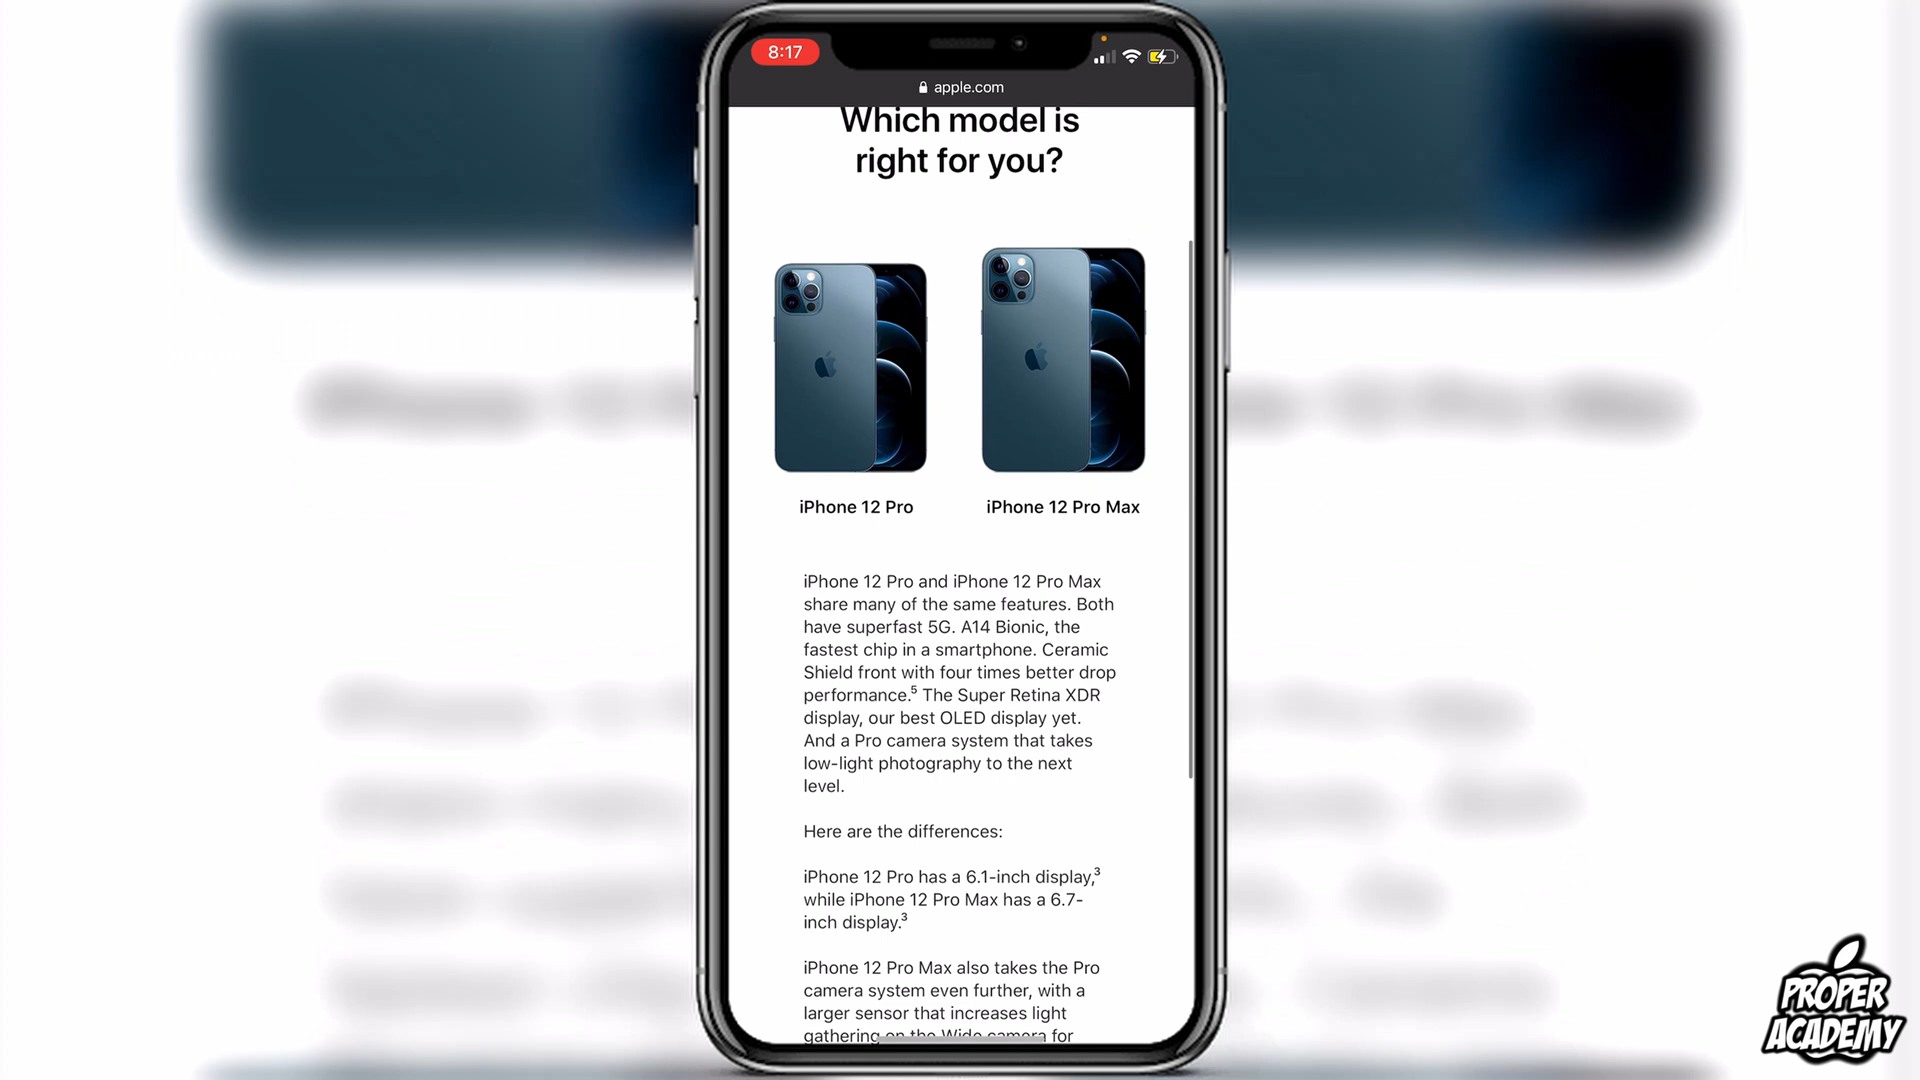 8:17
apple.com
Which model is
right for you?
iPhone 12 Pro
iPhone 12 Pro Max
iPhone 12 Pro and iPhone 12 Pro Max
share many of the same features. Both
have superfast 5G. A14 Bionic, the
fastest chip in a smartphone. Ceramic
Shield front with four times better drop
performance.⁵ The Super Retina XDR
display, our best OLED display yet.
And a Pro camera system that takes
low-light photography to the next
level.
Here are the differences:
iPhone 12 Pro has a 6.1-inch display,³
while iPhone 12 Pro Max has a 6.7-
inch display.³
iPhone 12 Pro Max also takes the Pro
camera system even further, with a
larger sensor that increases light
gathering on the Wide camera for
PROPER
ACADEMY